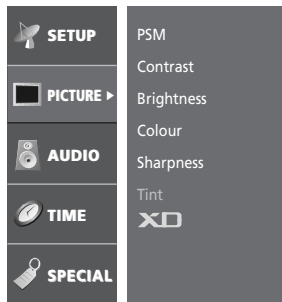 SETUP
PICTURE ▶
AUDIO
TIME
SPECIAL
PSM
Contrast
Brightness
Colour
Sharpness
Tint
XD